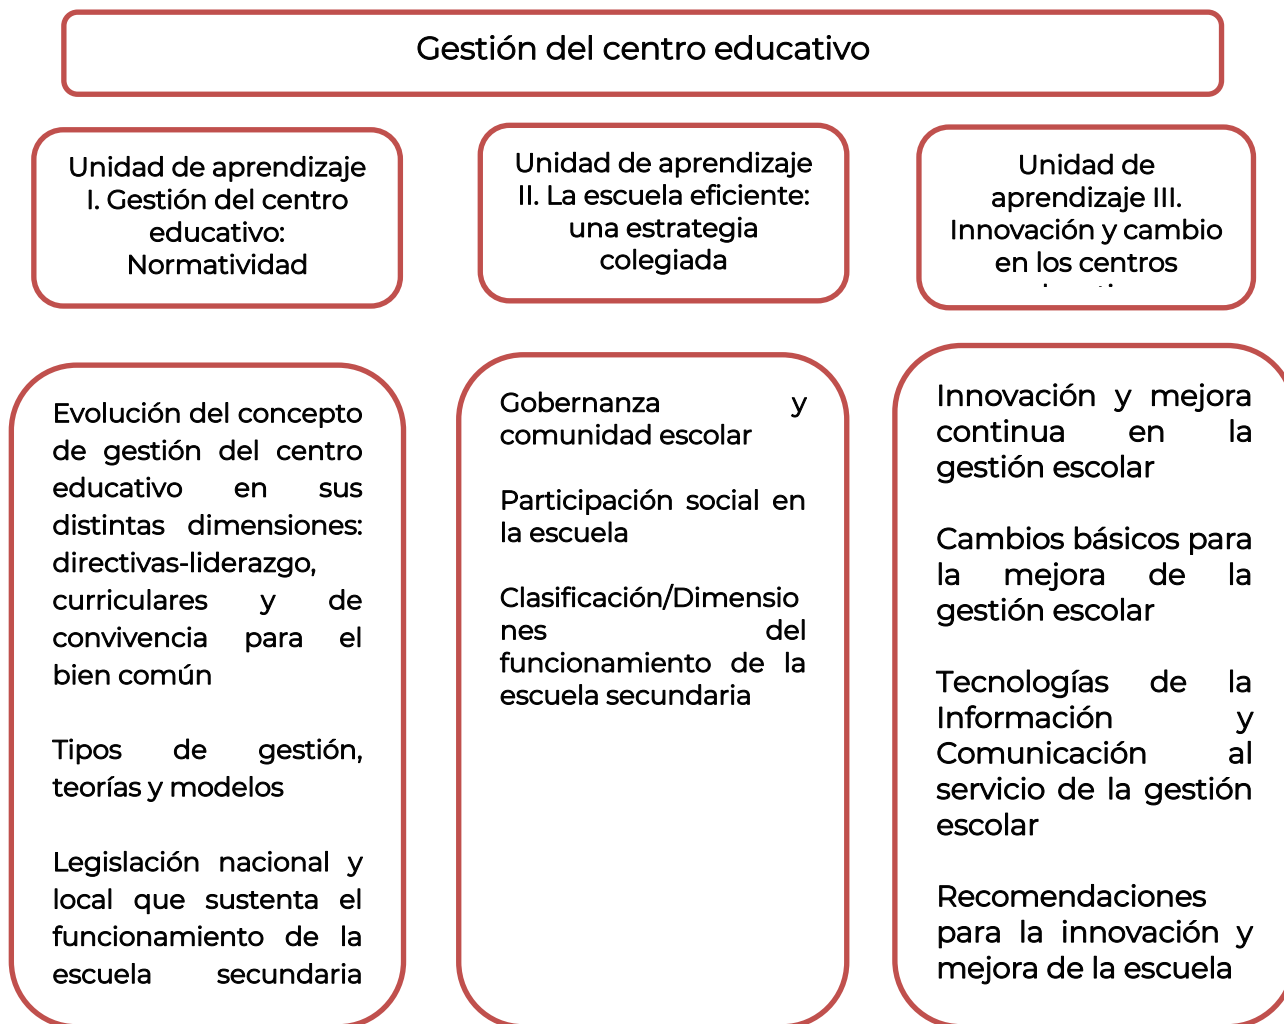 Gestión del centro educativo
Unidad de aprendizaje
I. Gestión del centro
educativo:
Normatividad
Unidad de aprendizaje
II. La escuela eficiente:
una estrategia
colegiada
Unidad de
aprendizaje III.
Innovación y cambio
en los centros
Evolución del concepto
de gestión del centro
educativo en sus
distintas dimensiones:
directivas-liderazgo,
curriculares y de
convivencia para el
bien común
Tipos de gestión,
teorías y modelos
Legislación nacional y
local que sustenta el
funcionamiento de la
escuela secundaria
Gobernanza y
comunidad escolar
Participación social en
la escuela
Clasificación/Dimensio
nes del
funcionamiento de la
escuela secundaria
Innovación y mejora
continua en la
gestión escolar
Cambios básicos para
la mejora de la
gestión escolar
Tecnologías de la
Información y
Comunicación al
servicio de la gestión
escolar
Recomendaciones
para la innovación y
mejora de la escuela